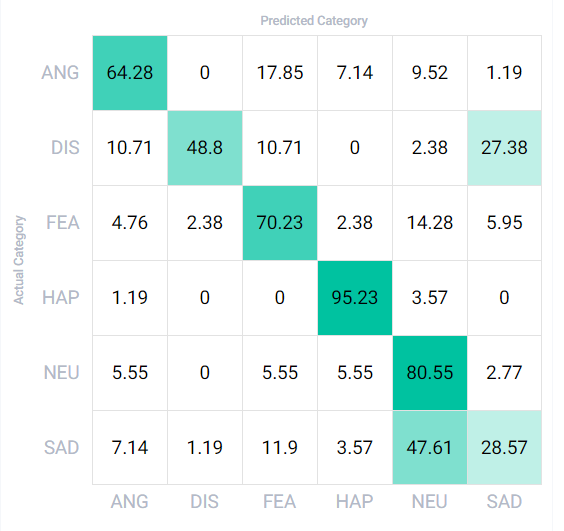 Predicted Category
Actual Category
ANG 64.28 0 17.85 7.14 9.52 1.19
DIS 10.71 48.8 10.71 0 2.38 27.38
FEA 4.76 2.38 70.23 2.38 14.28 5.95
HAP 1.19 0 0 95.23 3.57 0
NEU 5.55 0 5.55 5.55 80.55 2.77
SAD 7.14 1.19 11.9 3.57 47.61 28.57
ANG DIS FEA HAP NEU SAD